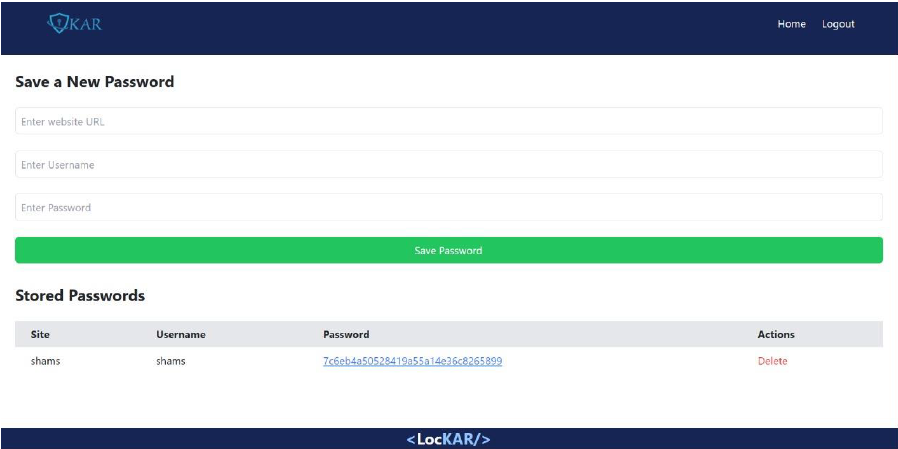 KAR
Home Logout
Save a New Password
Enter website URL
Enter Username
Enter Password
Save Password
Stored Passwords
Site Username Password Actions
shams shams 7c6eb4a50528419a55a14e36c8265899 Delete
<LocKAR/>